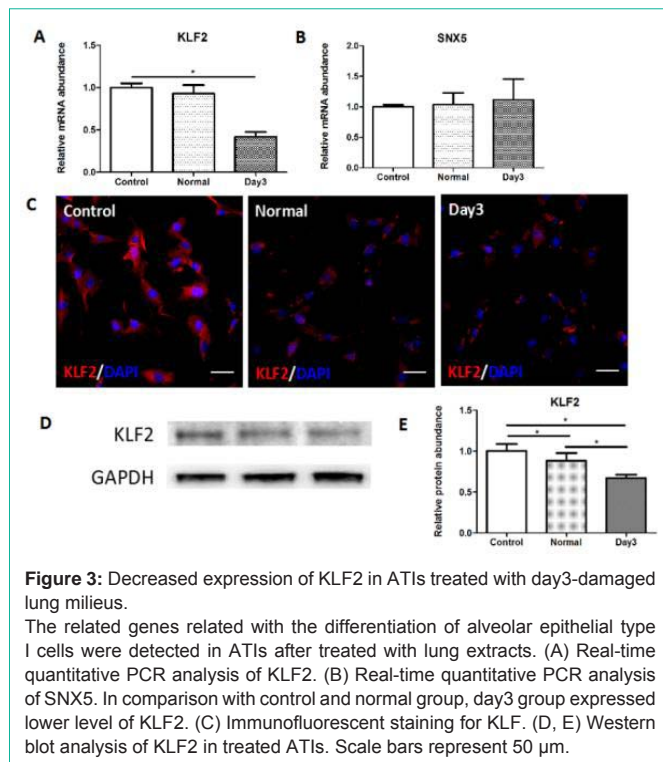 A
KLF2
Relative mRNA abundance
1.5
1.0
0.5
0.0
*
Control
Normal
Day3
B
SNX5
Relative mRNA abundance
2.0
1.5
1.0
0.5
0.0
Control
Normal
Day3
C
Control
Normal
Day3
KLF2/DAPI
KLF2/DAPI
KLF2/DAPI
D
KLF2
GAPDH
E
KLF2
Relative protein abundance
1.5
1.0
0.5
0.0
*
*
*
Control
Normal
Day3
Figure 3: Decreased expression of KLF2 in ATIs treated with day3-damaged
lung milieus.
The related genes related with the differentiation of alveolar epithelial type
I cells were detected in ATIs after treated with lung extracts. (A) Real-time
quantitative PCR analysis of KLF2. (B) Real-time quantitative PCR analysis
of SNX5. In comparison with control and normal group, day3 group expressed
lower level of KLF2. (C) Immunofluorescent staining for KLF. (D, E) Western
blot analysis of KLF2 in treated ATIs. Scale bars represent 50 µm.